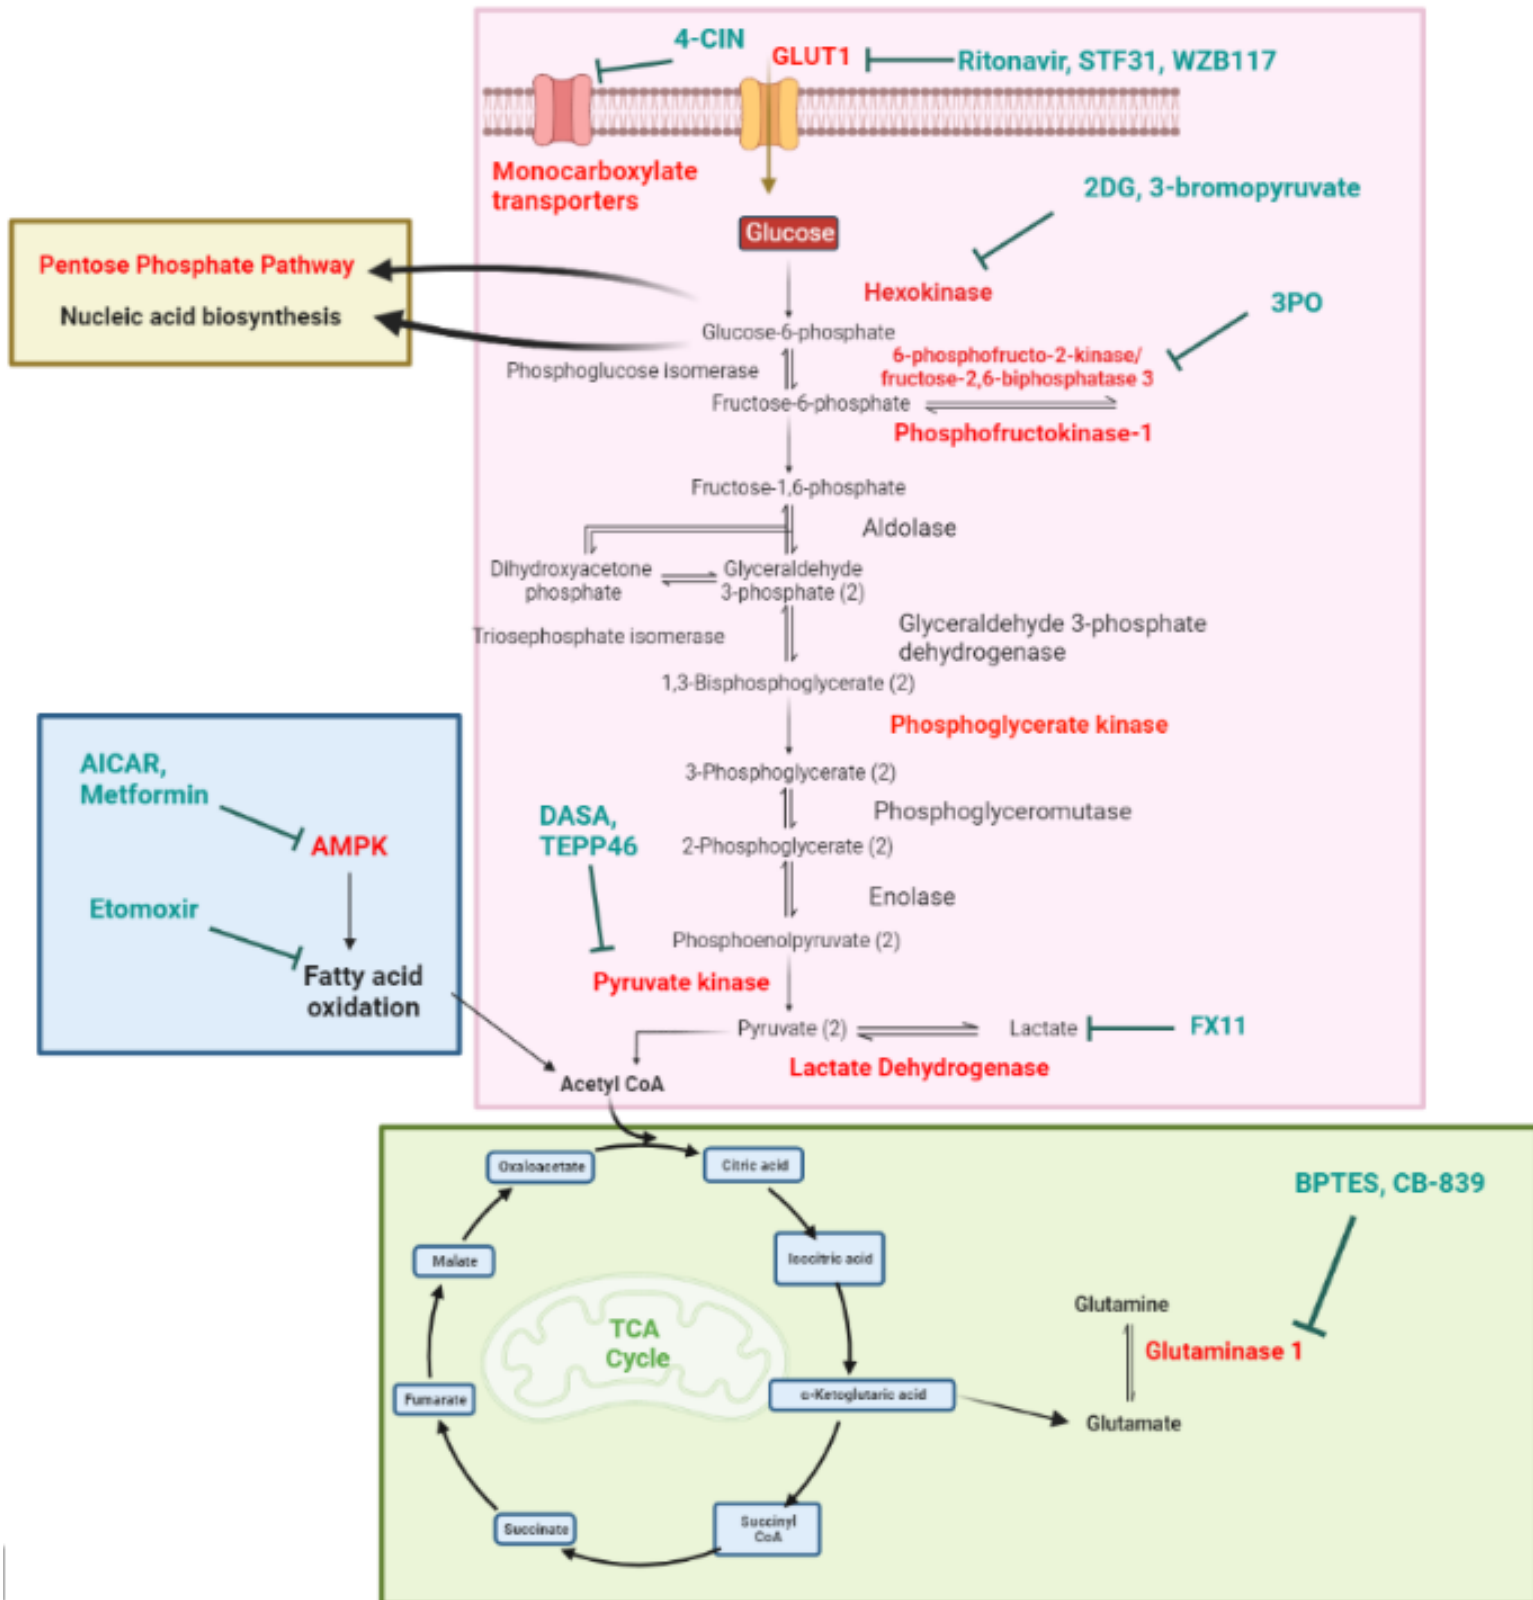 4-CIN
GLUT1
Ritonavir, STF31, WZB117
Monocarboxylate
transporters
2DG, 3-bromopyruvate
Glucose
Pentose Phosphate Pathway
Nucleic acid biosynthesis
Hexokinase
3PO
Glucose-6-phosphate
Phosphoglucose isomerase
6-phosphofructo-2-kinase/
fructose-2,6-biphosphatase 3
Fructose-6-phosphate
Phosphofructokinase-1
Fructose-1,6-phosphate
Aldolase
Dihydroxyacetone
phosphate
Glyceraldehyde
3-phosphate (2)
Triosephosphate isomerase
Glyceraldehyde 3-phosphate
dehydrogenase
1,3-Bisphosphoglycerate (2)
Phosphoglycerate kinase
3-Phosphoglycerate (2)
Phosphoglyceromutase
2-Phosphoglycerate (2)
Enolase
Phosphoenolpyruvate (2)
DASA,
TEPP46
Pyruvate kinase
Pyruvate (2)
Lactate
FX11
Lactate Dehydrogenase
AICAR,
Metformin
AMPK
Etomoxir
Fatty acid
oxidation
Acetyl CoA
Oxaloacetate
Citric acid
Isocitric acid
α-Ketoglutaric acid
Succinyl
CoA
Succinate
Fumarate
Malate
TCA
Cycle
BPTES, CB-839
Glutamine
Glutaminase 1
Glutamate